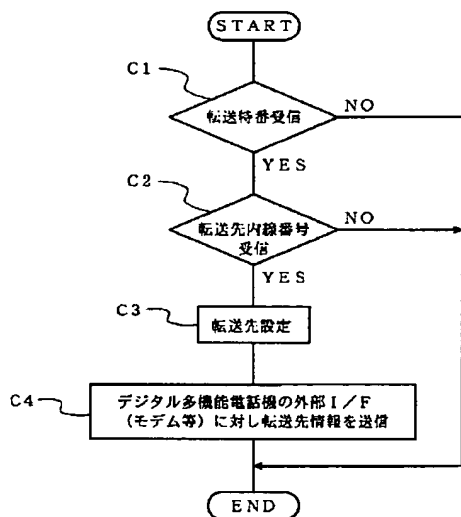 START
C1
転送特番受信
NO
YES
C2
転送先内線番号
受信
NO
YES
C3
転送先設定
C4
デジタル多機能電話機の外部I/F
(モデム等)に対し転送先情報を送信
END